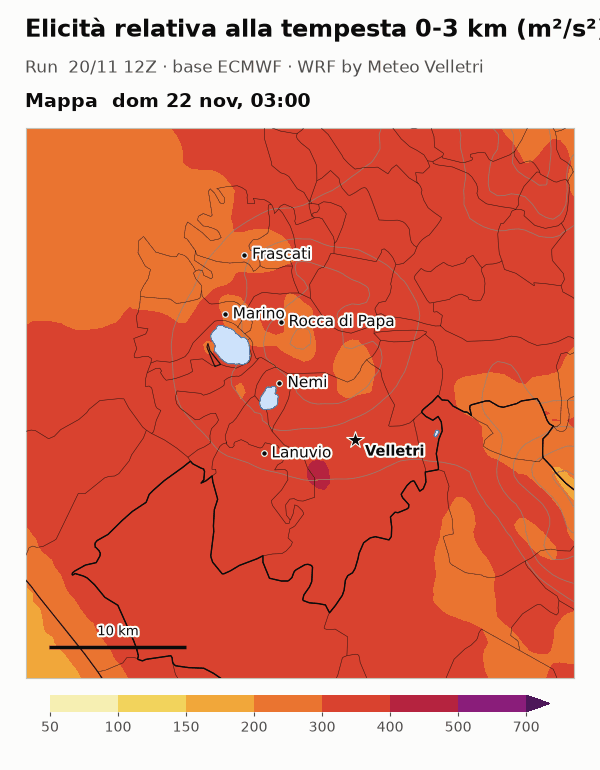 Elicità relativa alla tempesta 0-3 km (m²/s²)
Run  20/11 12Z · base ECMWF · WRF by Meteo Velletri
Mappa  dom 22 nov, 03:00
Frascati
Marino
Rocca di Papa
Nemi
Velletri
Lanuvio
10 km
50 100 150 200 300 400 500 700